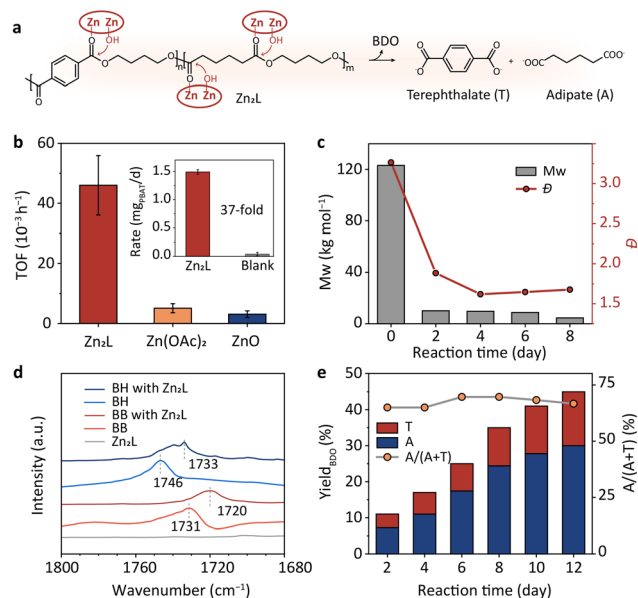 a
Zn Zn
OH
O
O
O
n
O
O
O
OH
Zn Zn
O
O
m
O
OH
Zn Zn
Zn₂L
BDO
O
O⁻
⁻O
O
Terephthalate (T)
+
⁻OOC
COO⁻
Adipate (A)
b
TOF (10⁻³ h⁻¹)
60
40
20
0
Zn₂L
Zn(OAc)₂
ZnO
Rate (mg_PBAT/d)
1.5
1.0
0.5
0.0
37-fold
Zn₂L
Blank
c
Mw (kg mol⁻¹)
120
80
40
0
Mw
Đ
0
2
4
6
8
Reaction time (day)
3.0
2.5
2.0
1.5
Đ
d
BH with Zn₂L
BH
BB with Zn₂L
BB
Zn₂L
1733
1746
1720
1731
Intensity (a.u.)
1800
1760
1720
1680
Wavenumber (cm⁻¹)
e
Yield_BDO (%)
50
40
30
20
10
0
T
A
A/(A+T)
2
4
6
8
10
12
Reaction time (day)
75
50
25
0
A/(A+T) (%)